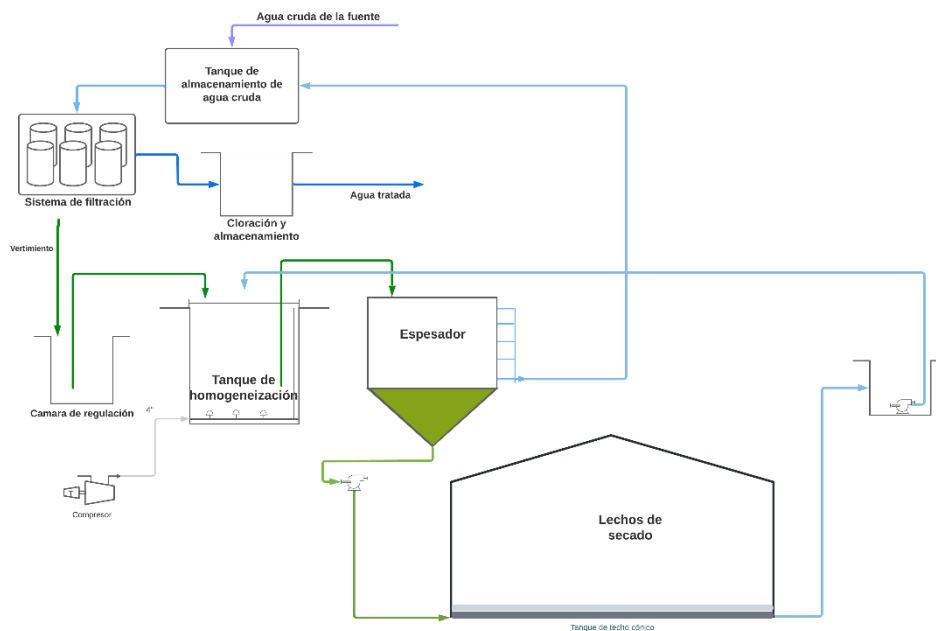 Agua cruda de la fuente
Tanque de
almacenamiento de
agua cruda
Sistema de filtración
Agua tratada
Cloración y
almacenamiento
Vertimiento
Espesador
Tanque de
homogeneización
Camara de regulación
4"
Compresor
Lechos de
secado
Tanque de techo cónico